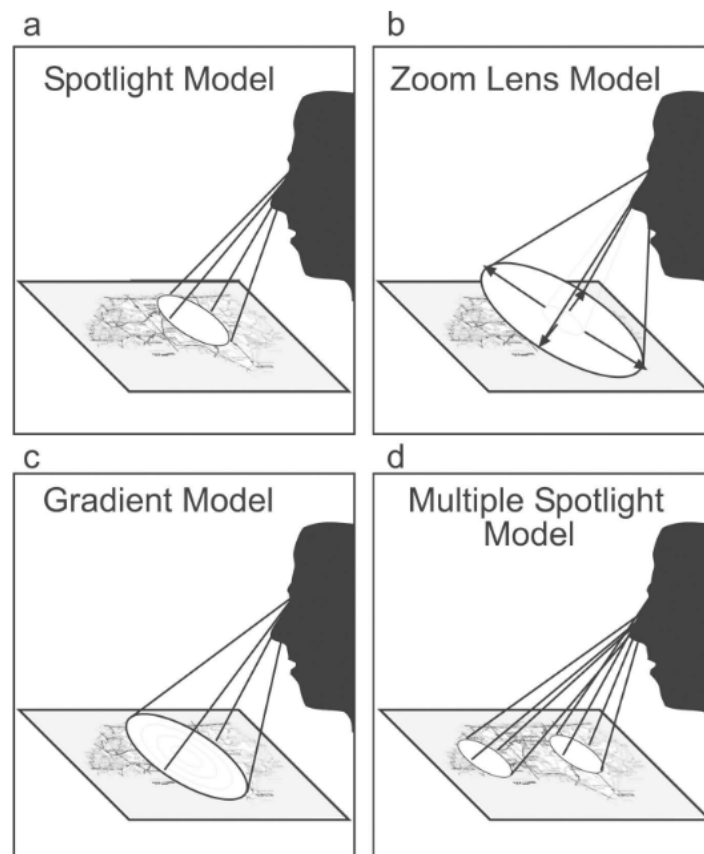 a
Spotlight Model
b
Zoom Lens Model
c
Gradient Model
d
Multiple Spotlight
Model